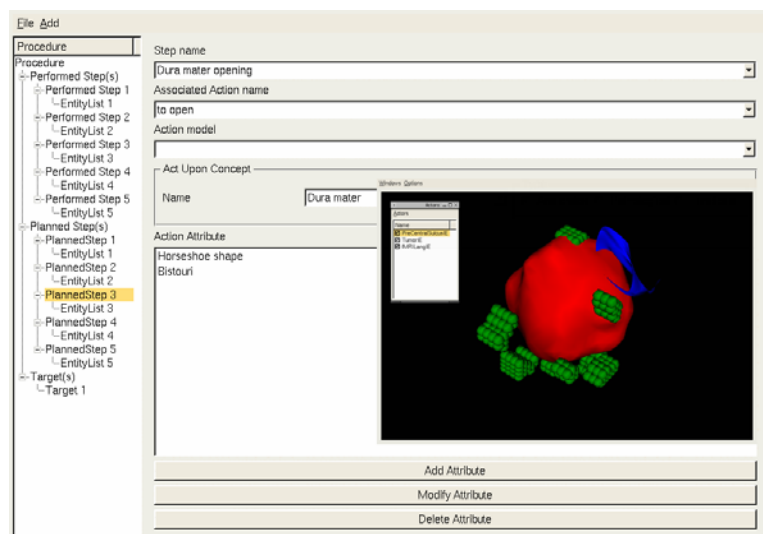 File Add
Procedure
Procedure
Performed Step(s)
Performed Step 1
EntityList 1
Performed Step 2
EntityList 2
Performed Step 3
EntityList 3
Performed Step 4
EntityList 4
Performed Step 5
EntityList 5
Planned Step(s)
PlannedStep 1
EntityList 1
PlannedStep 2
EntityList 2
PlannedStep 3
EntityList 3
PlannedStep 4
EntityList 4
PlannedStep 5
EntityList 5
Target(s)
Target 1
Step name
Dura mater opening
Associated Action name
to open
Action model
Act Upon Concept
Name
Dura mater
Action Attribute
Horseshoe shape
Bistouri
Windows Options
Actors
Name
Add Attribute
Modify Attribute
Delete Attribute